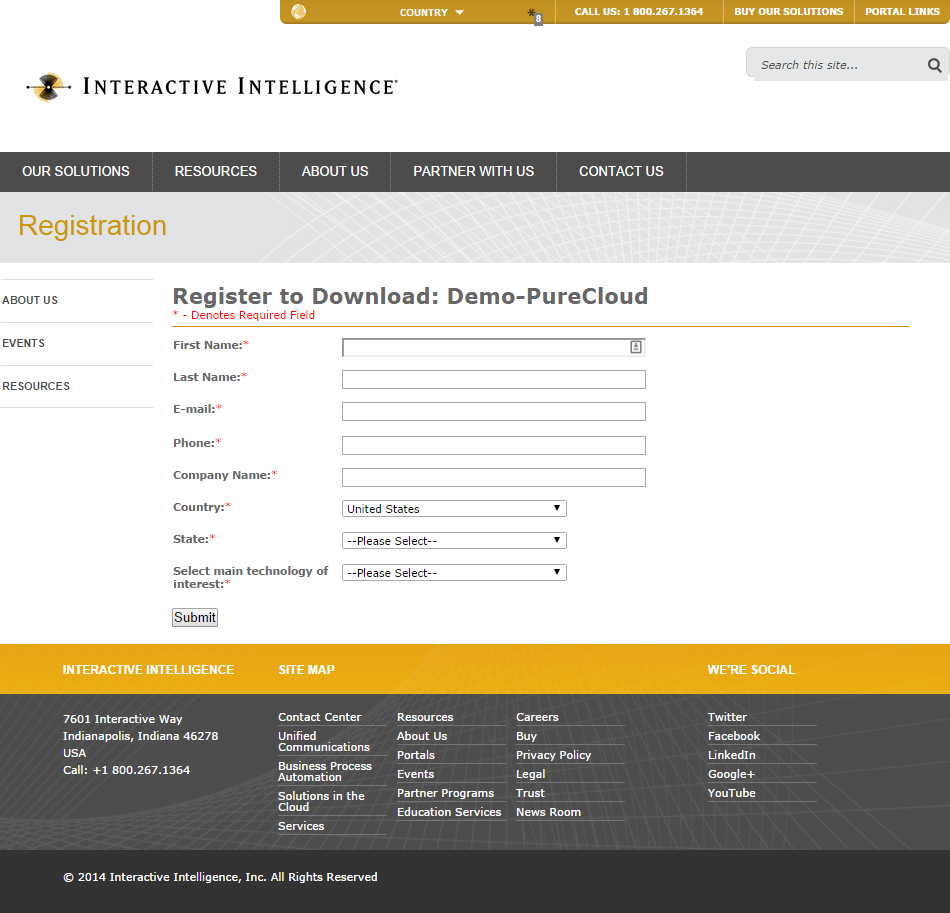 COUNTRY
8
CALL US: 1 800.267.1364
BUY OUR SOLUTIONS
PORTAL LINKS
Search this site...
INTERACTIVE INTELLIGENCE®
OUR SOLUTIONS
RESOURCES
ABOUT US
PARTNER WITH US
CONTACT US
Registration
ABOUT US
EVENTS
RESOURCES
Register to Download: Demo-PureCloud
* - Denotes Required Field
First Name:*
Last Name:*
E-mail:*
Phone:*
Company Name:*
Country:*
United States
State:*
--Please Select--
Select main technology of
interest:*
--Please Select--
Submit
INTERACTIVE INTELLIGENCE
7601 Interactive Way
Indianapolis, Indiana 46278
USA
Call: +1 800.267.1364
SITE MAP
Contact Center
Unified
Communications
Business Process
Automation
Solutions in the
Cloud
Services
Resources
About Us
Portals
Events
Partner Programs
Education Services
Careers
Buy
Privacy Policy
Legal
Trust
News Room
WE'RE SOCIAL
Twitter
Facebook
LinkedIn
Google+
YouTube
© 2014 Interactive Intelligence, Inc. All Rights Reserved